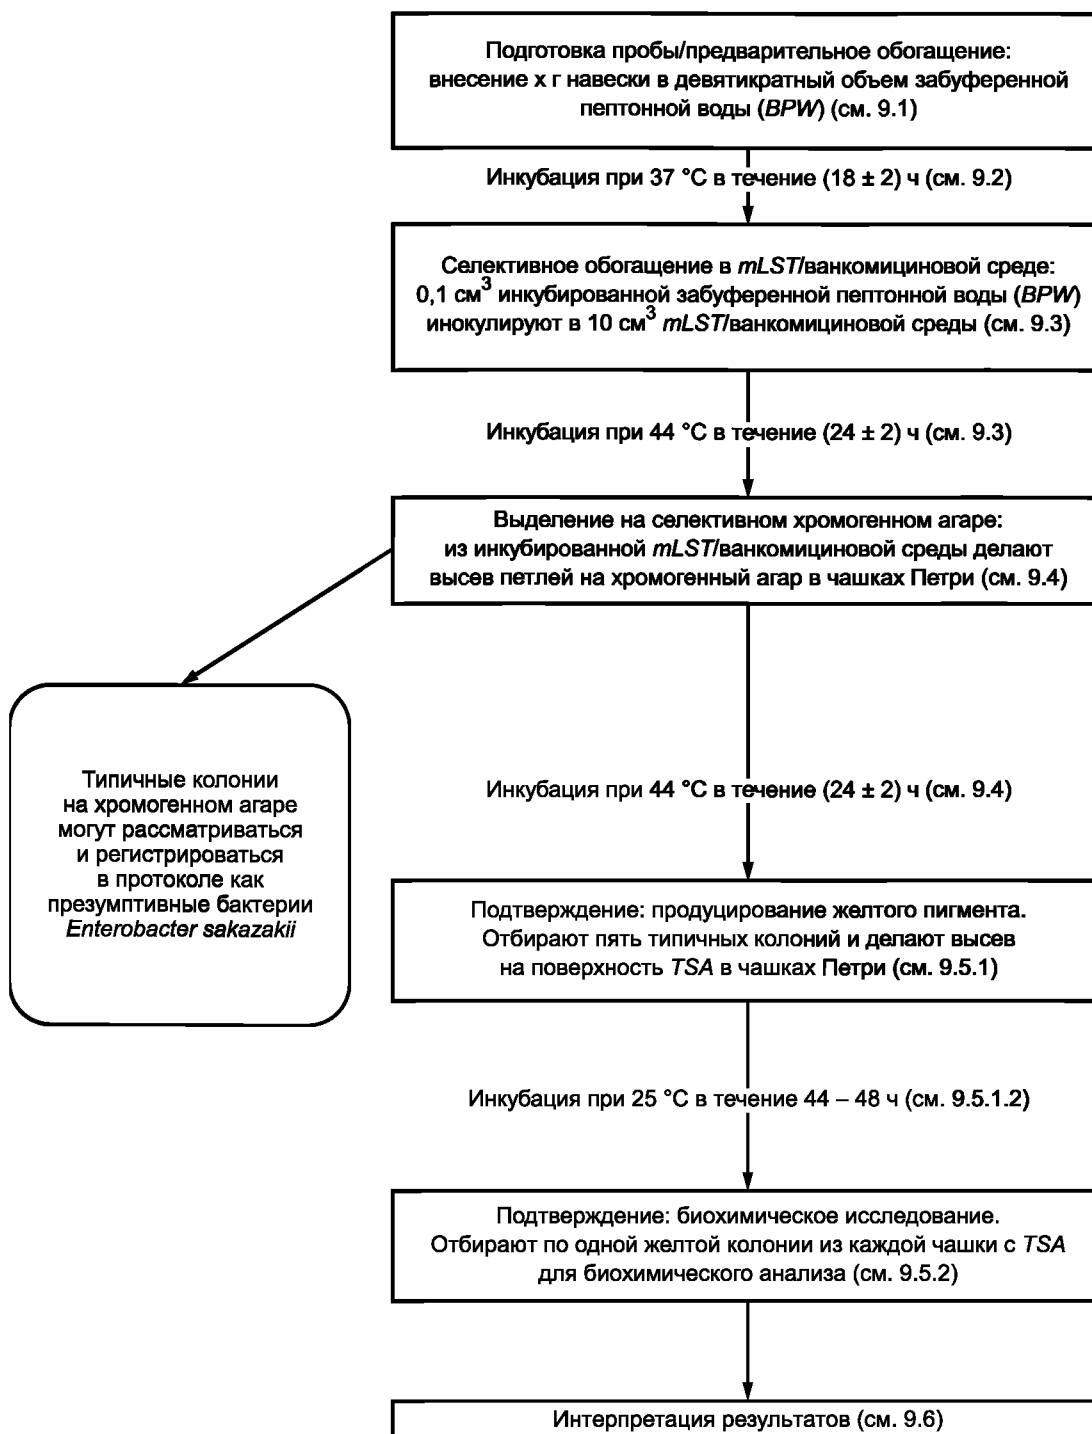 Подготовка пробы/предварительное обогащение:
внесение x г навески в девятикратный объем забуференной
пептонной воды (BPW) (см. 9.1)
Инкубация при 37 °С в течение (18 ± 2) ч (см. 9.2)
Селективное обогащение в mLST/ванкомициновой среде:
0,1 см³ инкубированной забуференной пептонной воды (BPW)
инокулируют в 10 см³ mLST/ванкомициновой среды (см. 9.3)
Инкубация при 44 °С в течение (24 ± 2) ч (см. 9.3)
Выделение на селективном хромогенном агаре:
из инкубированной mLST/ванкомициновой среды делают
высев петлей на хромогенный агар в чашках Петри (см. 9.4)
Типичные колонии
на хромогенном агаре
могут рассматриваться
и регистрироваться
в протоколе как
презумптивные бактерии
Enterobacter sakazakii
Инкубация при 44 °С в течение (24 ± 2) ч (см. 9.4)
Подтверждение: продуцирование желтого пигмента.
Отбирают пять типичных колоний и делают высев
на поверхность TSA в чашках Петри (см. 9.5.1)
Инкубация при 25 °С в течение 44 – 48 ч (см. 9.5.1.2)
Подтверждение: биохимическое исследование.
Отбирают по одной желтой колонии из каждой чашки с TSA
для биохимического анализа (см. 9.5.2)
Интерпретация результатов (см. 9.6)